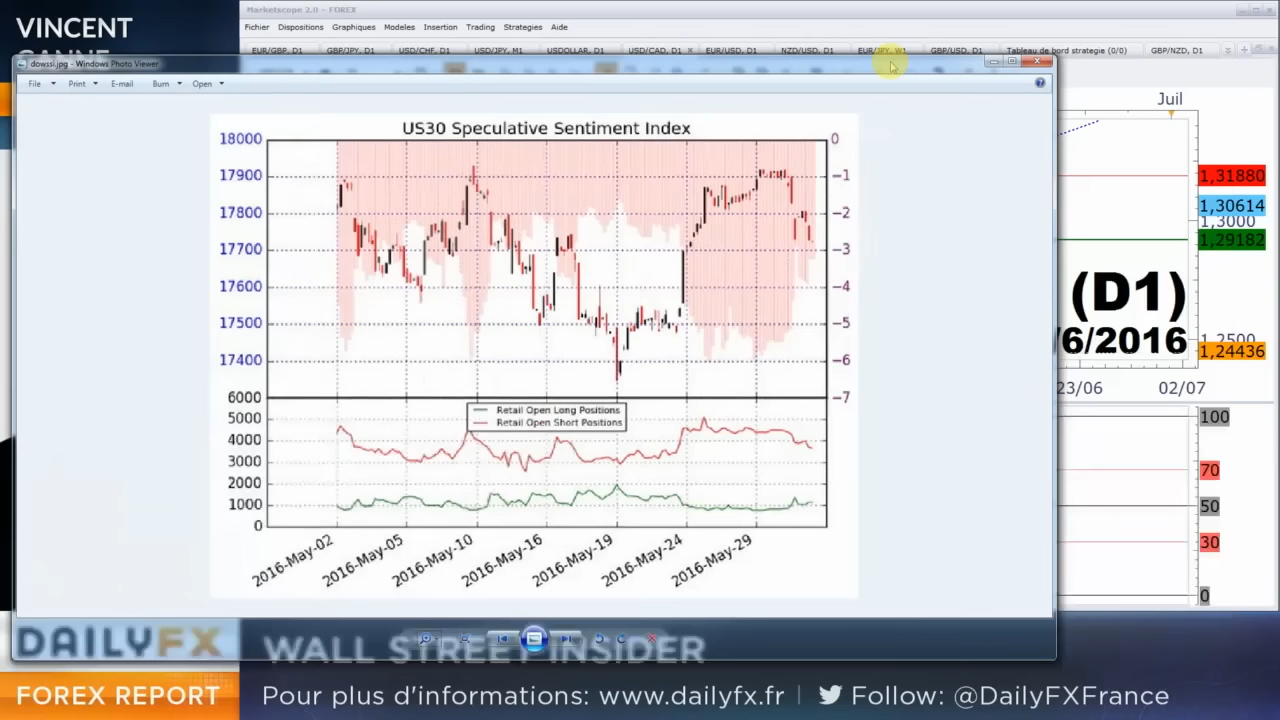 VINCENT
Marketscope 2.0 - FOREX
Fichier Dispositions Graphiques Modeles Insertion Trading Strategies Aide
EUR/GBP, D1 GBP/JPY, D1 USD/CHF, D1 USD/JPY, M1 USDOLLAR, D1 USD/CAD, D1 EUR/USD, D1 NZD/USD, D1 EUR/JPY, W1 GBP/USD, D1 Tableau de bord strategie (0/0) GBP/NZD, D1
dowssi.jpg - Windows Photo Viewer
File Print E-mail Burn Open
US30 Speculative Sentiment Index
18000
17900
17800
17700
17600
17500
17400
0
−1
−2
−3
−4
−5
−6
−7
6000
5000
4000
3000
2000
1000
0
Retail Open Long Positions
Retail Open Short Positions
2016-May-02
2016-May-05
2016-May-10
2016-May-16
2016-May-19
2016-May-24
2016-May-29
Juil
1,31880
1,30614
1,3000
1,29182
(D1)
/6/2016
1,2500
1,24436
23/06 02/07
100
70
50
30
0
DAILYFX
WALL STREET INSIDER
FOREX REPORT
Pour plus d'informations: www.dailyfx.fr | Follow: @DailyFXFrance